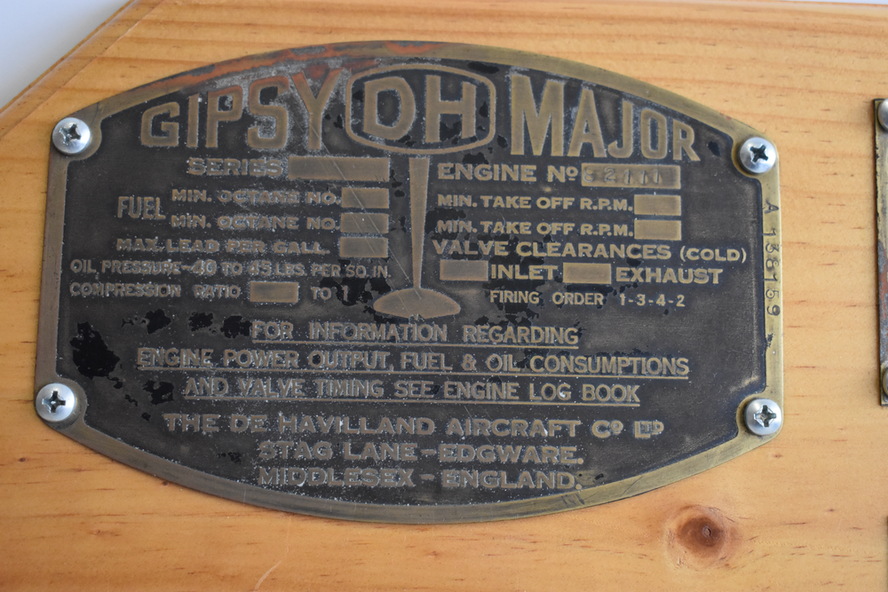 GIPSY DH MAJOR
SERIES
FUEL
MIN. OCTANE NO.
MIN. OCTANE NO.
MAX. LEAD PER GALL.
OIL PRESSURE-40 TO 45 LBS. PER SQ. IN.
COMPRESSION RATIO TO 1
ENGINE Nº
MIN. TAKE OFF R.P.M.
MIN. TAKE OFF R.P.M.
VALVE CLEARANCES (COLD)
INLET EXHAUST
FIRING ORDER 1-3-4-2
A 138159
FOR INFORMATION REGARDING
ENGINE POWER OUTPUT, FUEL & OIL CONSUMPTIONS
AND VALVE TIMING SEE ENGINE LOG BOOK
THE DE HAVILLAND AIRCRAFT Cº LTD
STAG LANE-EDGWARE.
MIDDLESEX-ENGLAND.